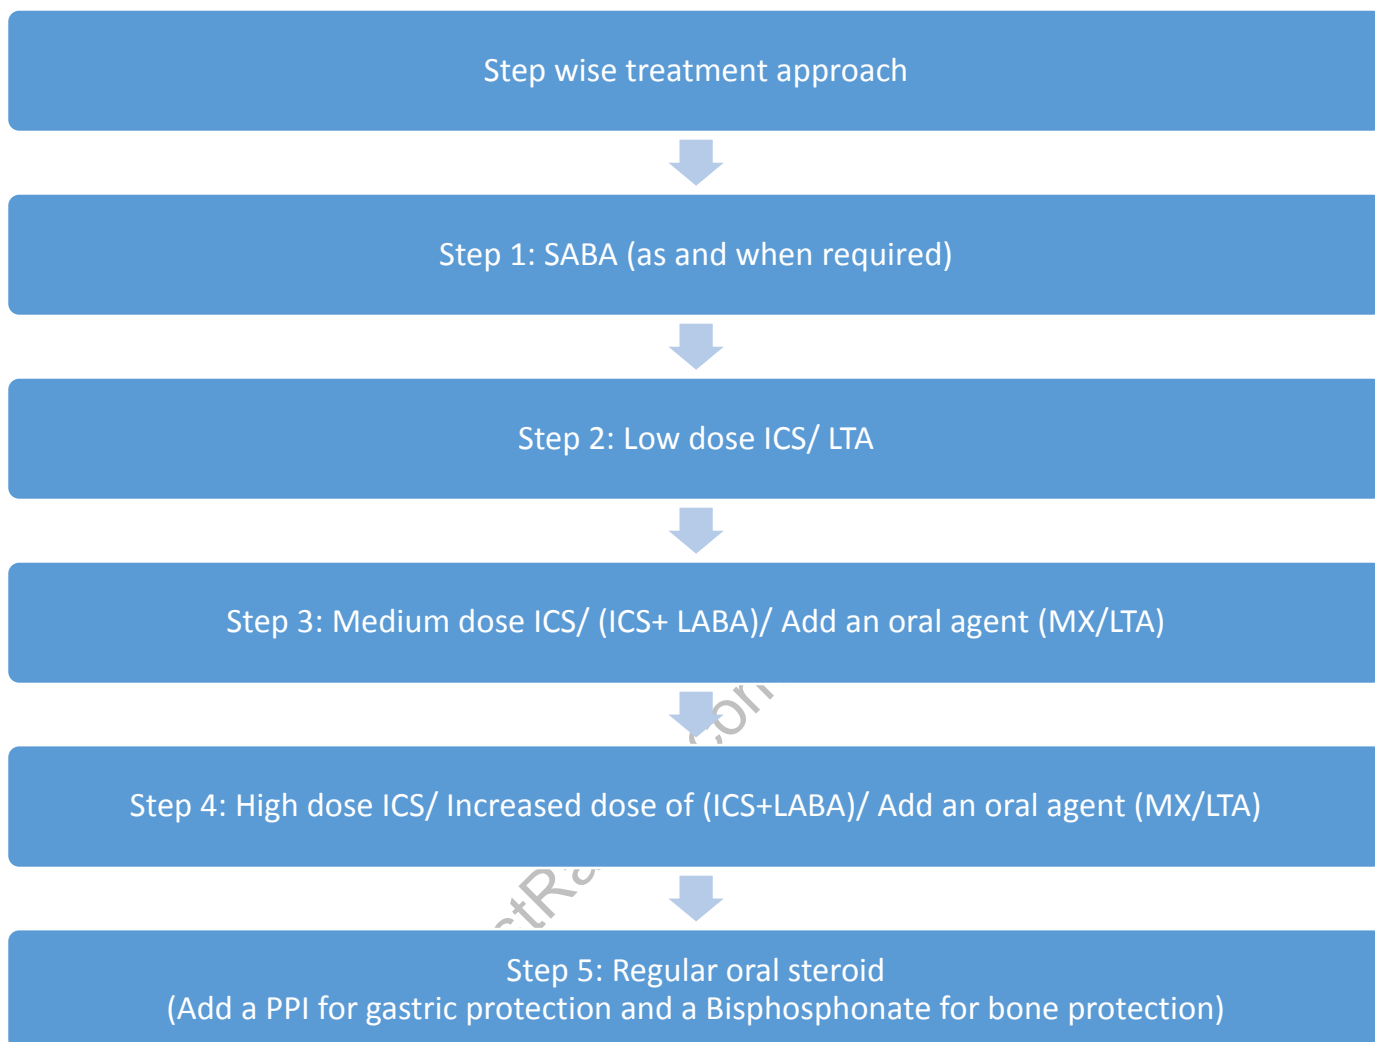 Step wise treatment approach
Step 1: SABA (as and when required)
Step 2: Low dose ICS/ LTA
Step 3: Medium dose ICS/ (ICS+ LABA)/ Add an oral agent (MX/LTA)
Step 4: High dose ICS/ Increased dose of (ICS+LABA)/ Add an oral agent (MX/LTA)
Step 5: Regular oral steroid
(Add a PPI for gastric protection and a Bisphosphonate for bone protection)